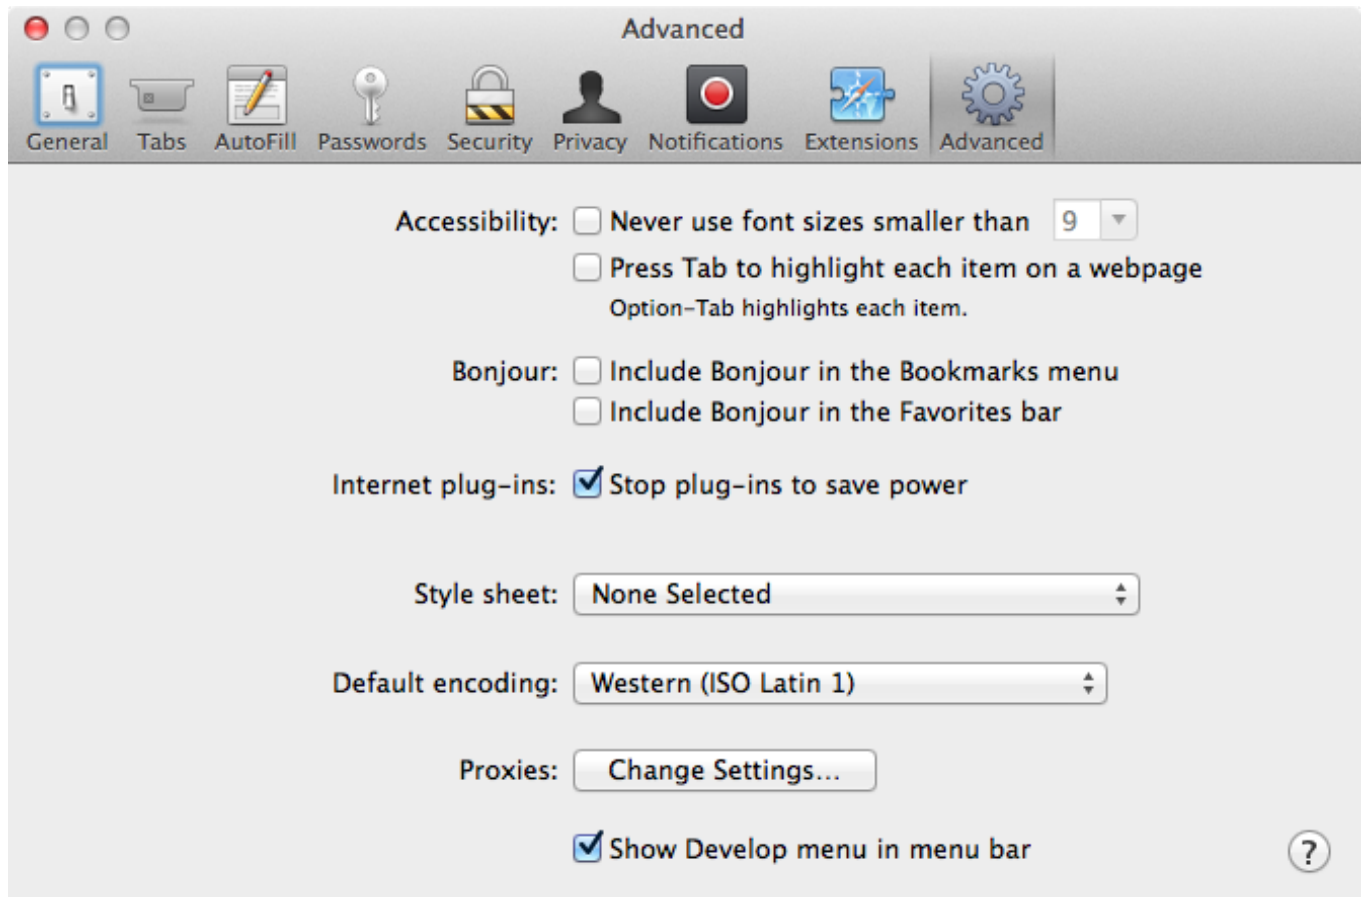 Advanced
General Tabs AutoFill Passwords Security Privacy Notifications Extensions Advanced
Accessibility: Never use font sizes smaller than 9
Press Tab to highlight each item on a webpage
Option-Tab highlights each item.
Bonjour: Include Bonjour in the Bookmarks menu
Include Bonjour in the Favorites bar
Internet plug-ins: Stop plug-ins to save power
Style sheet: None Selected
Default encoding: Western (ISO Latin 1)
Proxies: Change Settings...
Show Develop menu in menu bar
?